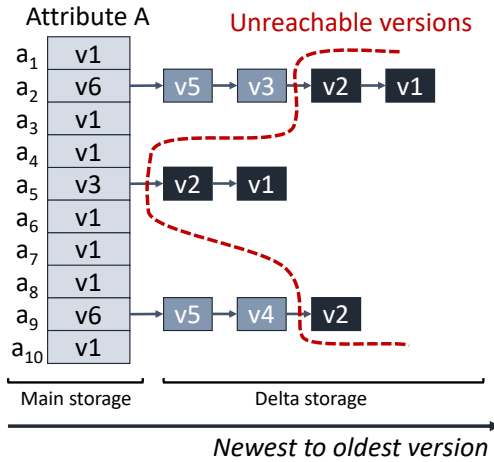 Attribute A
Unreachable versions
a1 v1
a2 v6 v5 v3 v2 v1
a3 v1
a4 v1
a5 v3 v2 v1
a6 v1
a7 v1
a8 v1
a9 v6 v5 v4 v2
a10 v1
Main storage
Delta storage
Newest to oldest version